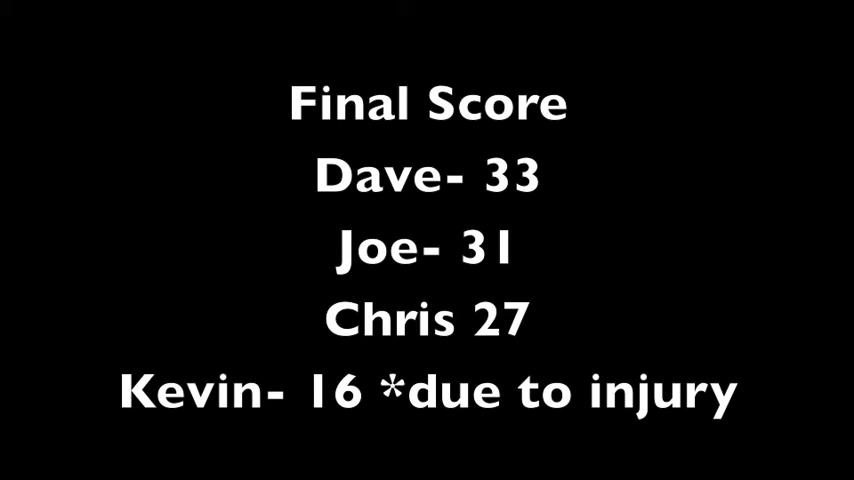 Final Score
Dave- 33
Joe- 31
Chris 27
Kevin- 16 *due to injury